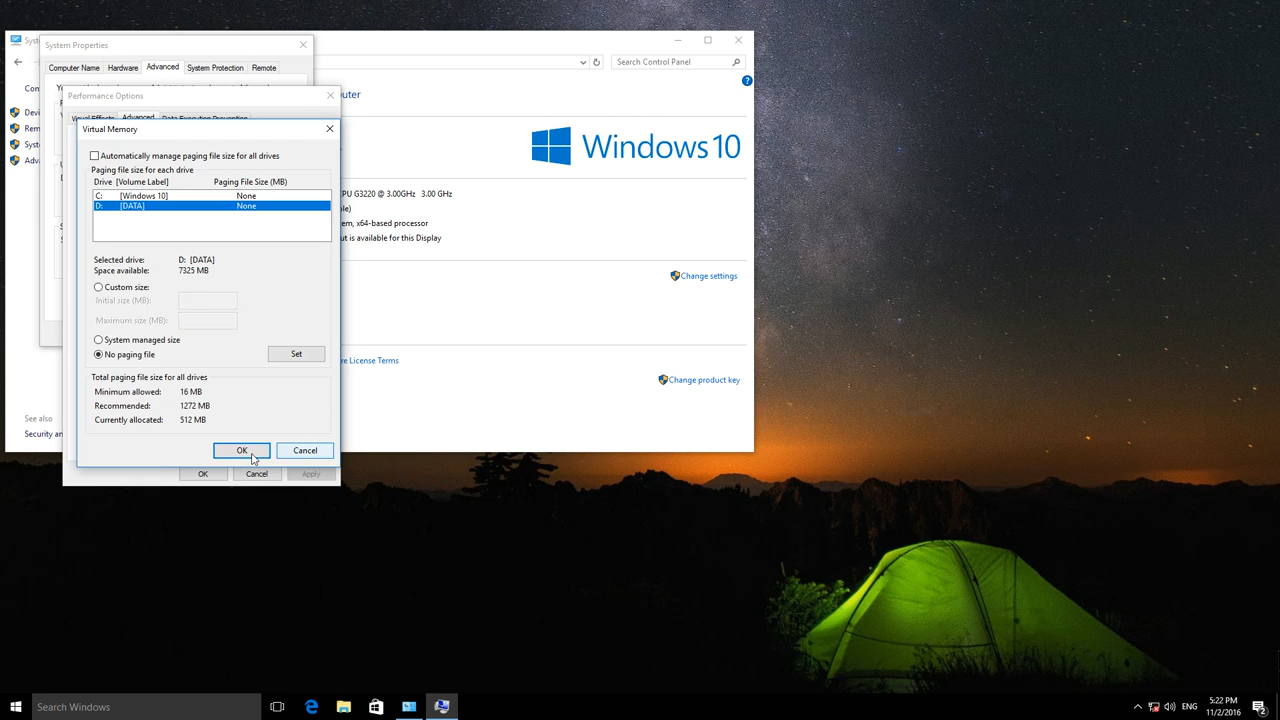 Syst
System Properties
Search Control Panel
Computer Name
Hardware
Advanced
System Protection
Remote
Con
Performance Options
uter
Devi
Rem
Syst
Adva
Visual Effects
Advanced
Data Execution Prevention
Virtual Memory
Windows 10
Automatically manage paging file size for all drives
Paging file size for each drive
Drive [Volume Label]
Paging File Size (MB)
C: [Windows 10] None
D: [DATA] None
PU G3220 @ 3.00GHz 3.00 GHz
le)
em, x64-based processor
ut is available for this Display
Selected drive: D: [DATA]
Space available: 7325 MB
Change settings
Custom size:
Initial size (MB):
Maximum size (MB):
System managed size
No paging file
Set
re License Terms
Total paging file size for all drives
Minimum allowed: 16 MB
Recommended: 1272 MB
Currently allocated: 512 MB
Change product key
See also
Security an
OK
Cancel
OK
Cancel
Apply
Search Windows
ENG
5:22 PM
11/2/2016
2